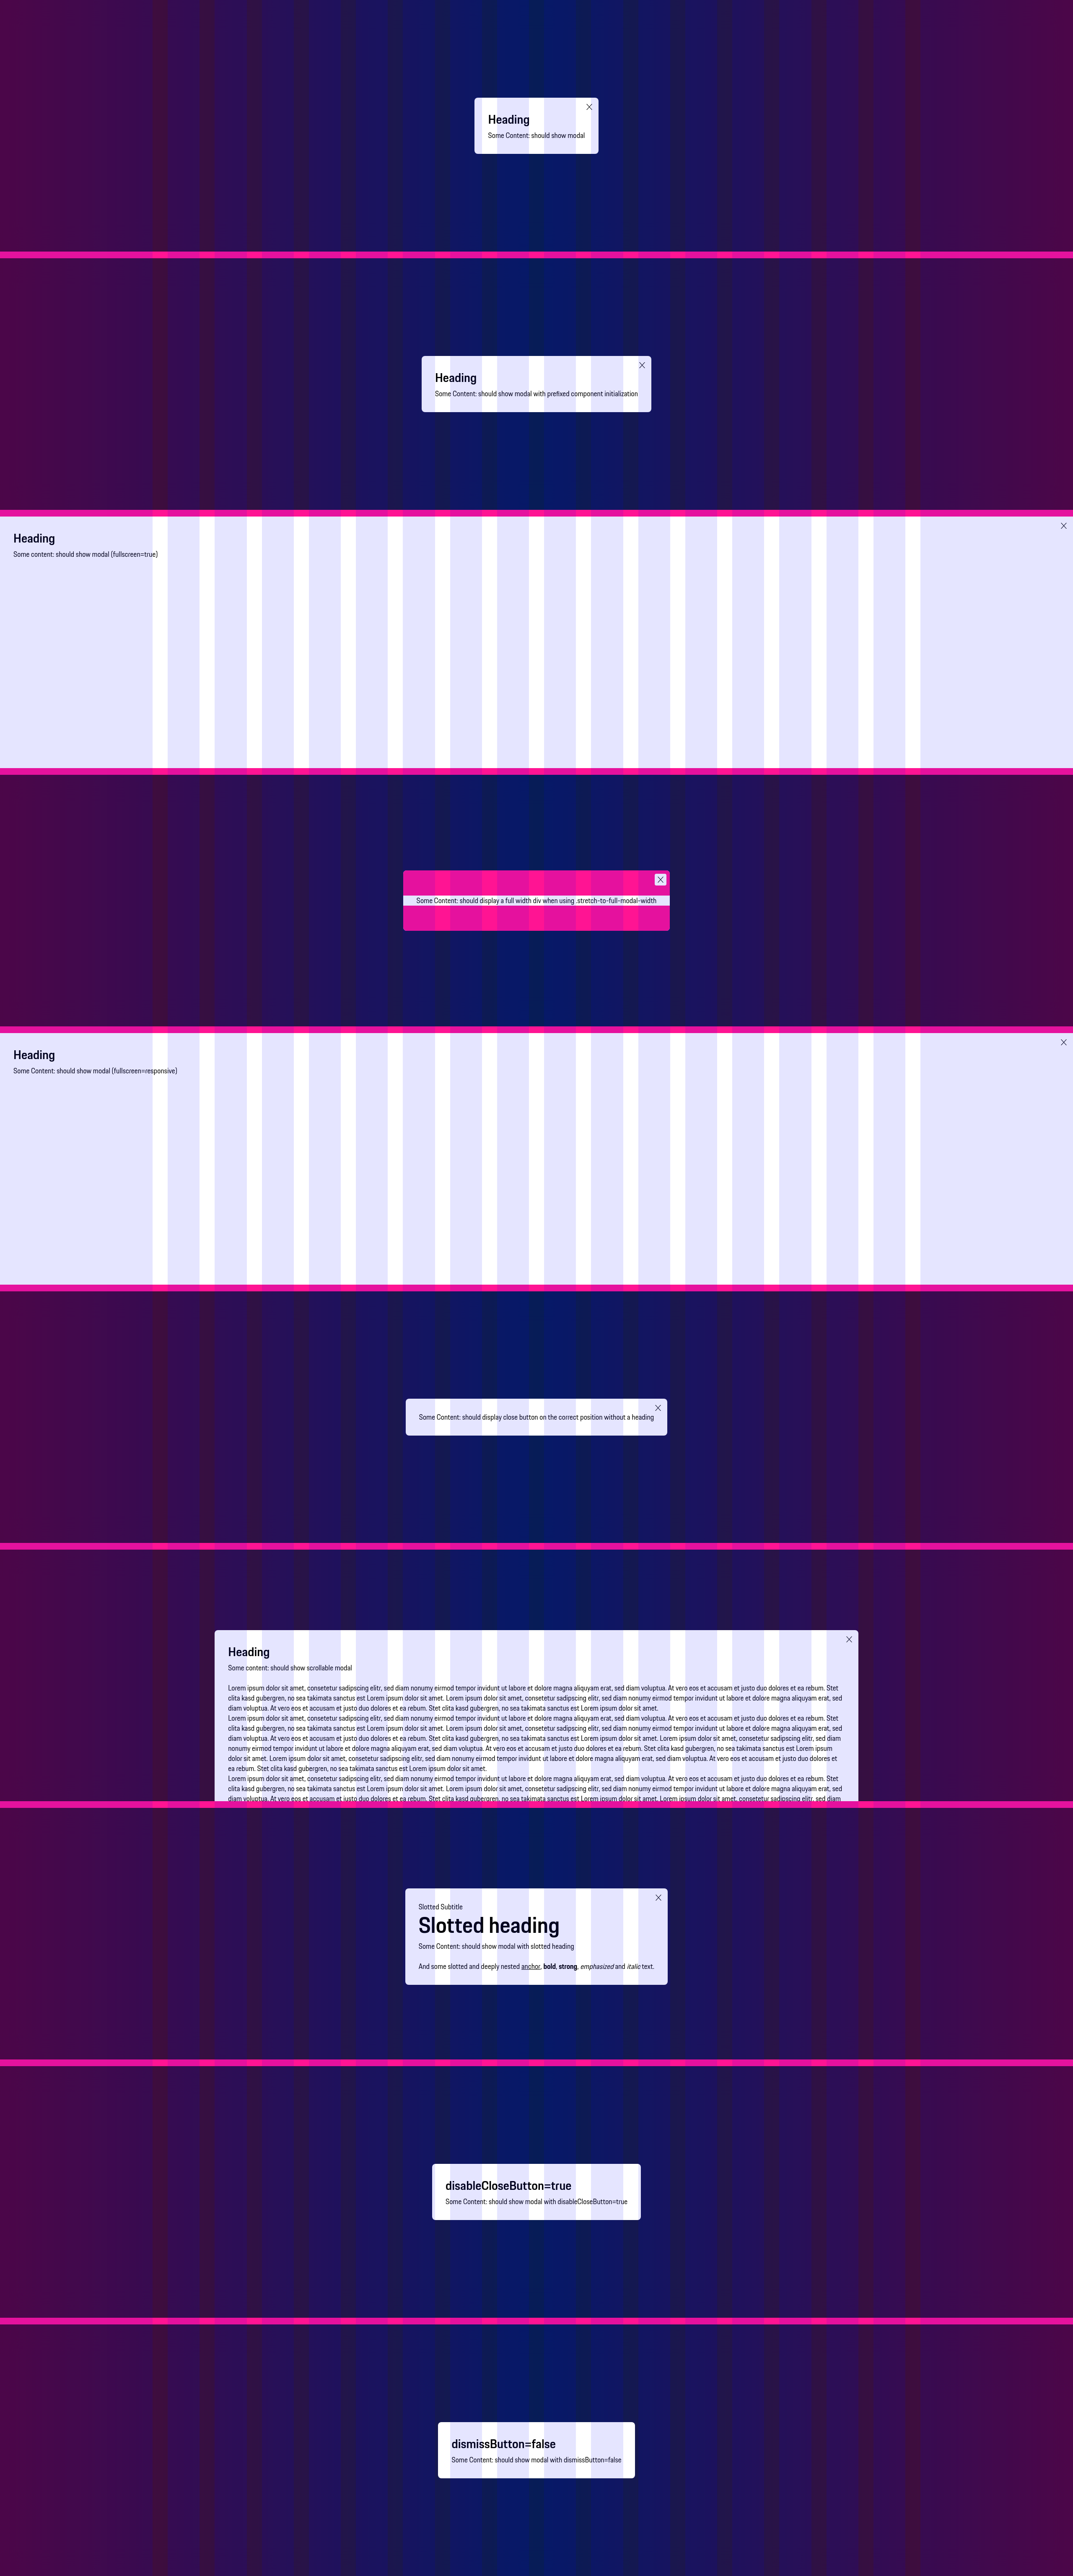 Heading
Some Content: should show modal
Heading
Some Content: should show modal with prefixed component initialization
Heading
Some content: should show modal (fullscreen=true)
Some Content: should display a full width div when using .stretch-to-full-modal-width
Heading
Some Content: should show modal (fullscreen=responsive)
Some Content: should display close button on the correct position without a heading
Heading
Some content: should show scrollable modal
Lorem ipsum dolor sit amet, consetetur sadipscing elitr, sed diam nonumy eirmod tempor invidunt ut labore et dolore magna aliquyam erat, sed diam voluptua. At vero eos et accusam et justo duo dolores et ea rebum. Stet
clita kasd gubergren, no sea takimata sanctus est Lorem ipsum dolor sit amet. Lorem ipsum dolor sit amet, consetetur sadipscing elitr, sed diam nonumy eirmod tempor invidunt ut labore et dolore magna aliquyam erat, sed
diam voluptua. At vero eos et accusam et justo duo dolores et ea rebum. Stet clita kasd gubergren, no sea takimata sanctus est Lorem ipsum dolor sit amet.
Lorem ipsum dolor sit amet, consetetur sadipscing elitr, sed diam nonumy eirmod tempor invidunt ut labore et dolore magna aliquyam erat, sed diam voluptua. At vero eos et accusam et justo duo dolores et ea rebum. Stet
clita kasd gubergren, no sea takimata sanctus est Lorem ipsum dolor sit amet. Lorem ipsum dolor sit amet, consetetur sadipscing elitr, sed diam nonumy eirmod tempor invidunt ut labore et dolore magna aliquyam erat, sed
diam voluptua. At vero eos et accusam et justo duo dolores et ea rebum. Stet clita kasd gubergren, no sea takimata sanctus est Lorem ipsum dolor sit amet. Lorem ipsum dolor sit amet, consetetur sadipscing elitr, sed diam
nonumy eirmod tempor invidunt ut labore et dolore magna aliquyam erat, sed diam voluptua. At vero eos et accusam et justo duo dolores et ea rebum. Stet clita kasd gubergren, no sea takimata sanctus est Lorem ipsum
dolor sit amet. Lorem ipsum dolor sit amet, consetetur sadipscing elitr, sed diam nonumy eirmod tempor invidunt ut labore et dolore magna aliquyam erat, sed diam voluptua. At vero eos et accusam et justo duo dolores et
ea rebum. Stet clita kasd gubergren, no sea takimata sanctus est Lorem ipsum dolor sit amet.
Lorem ipsum dolor sit amet, consetetur sadipscing elitr, sed diam nonumy eirmod tempor invidunt ut labore et dolore magna aliquyam erat, sed diam voluptua. At vero eos et accusam et justo duo dolores et ea rebum. Stet
clita kasd gubergren, no sea takimata sanctus est Lorem ipsum dolor sit amet. Lorem ipsum dolor sit amet, consetetur sadipscing elitr, sed diam nonumy eirmod tempor invidunt ut labore et dolore magna aliquyam erat, sed
diam voluptua. At vero eos et accusam et justo duo dolores et ea rebum. Stet clita kasd gubergren, no sea takimata sanctus est Lorem ipsum dolor sit amet. Lorem ipsum dolor sit amet, consetetur sadipscing elitr, sed diam
Slotted Subtitle
Slotted heading
Some Content: should show modal with slotted heading
And some slotted and deeply nested anchor, bold, strong, emphasized and italic text.
disableCloseButton=true
Some Content: should show modal with disableCloseButton=true
dismissButton=false
Some Content: should show modal with dismissButton=false